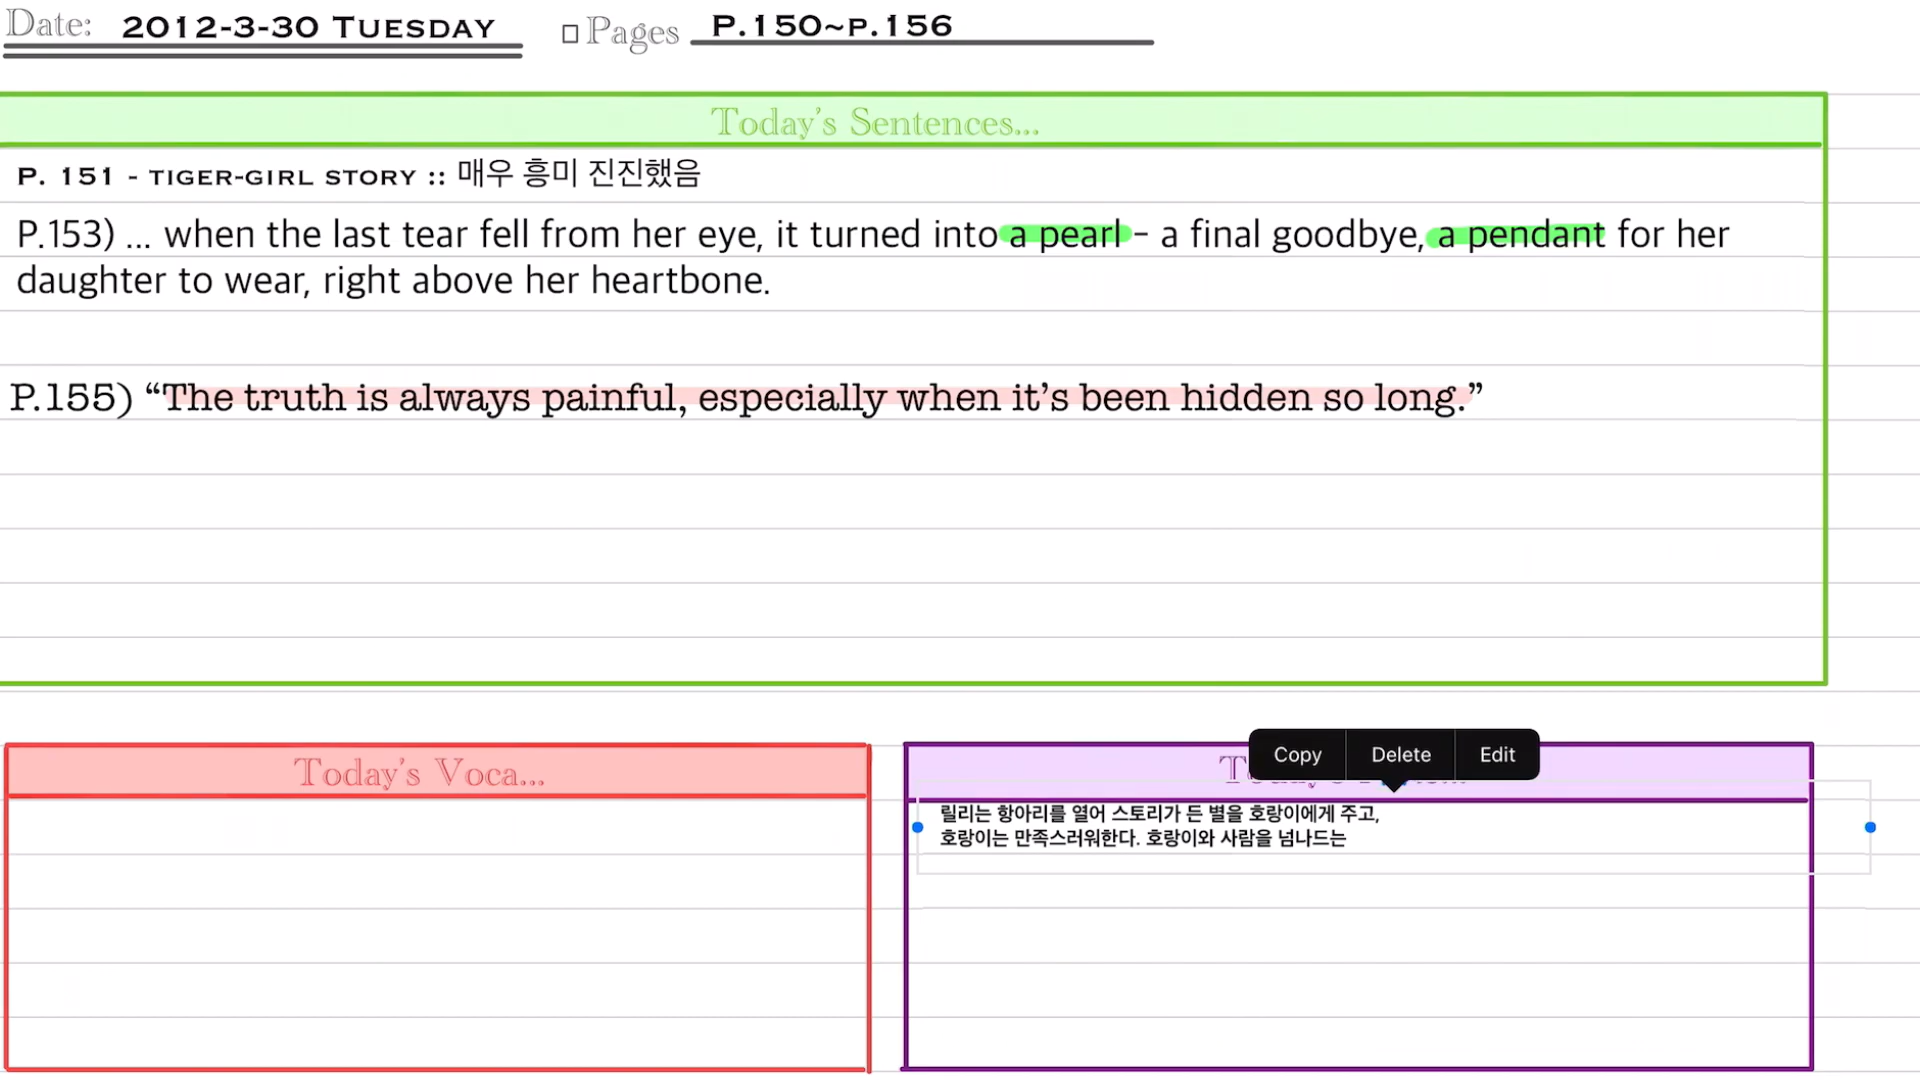 Date: 2012-3-30 Tuesday
Pages P.150~p.156
Today's Sentences...
P. 151 - tiger-girl story :: 매우 흥미 진진했음
P.153) ... when the last tear fell from her eye, it turned into a pearl – a final goodbye, a pendant for her
daughter to wear, right above her heartbone.
P.155) “The truth is always painful, especially when it’s been hidden so long.”
Today's Voca...
Copy Delete Edit
릴리는 항아리를 열어 스토리가 든 별을 호랑이에게 주고,
호랑이는 만족스러워한다. 호랑이와 사람을 넘나드는